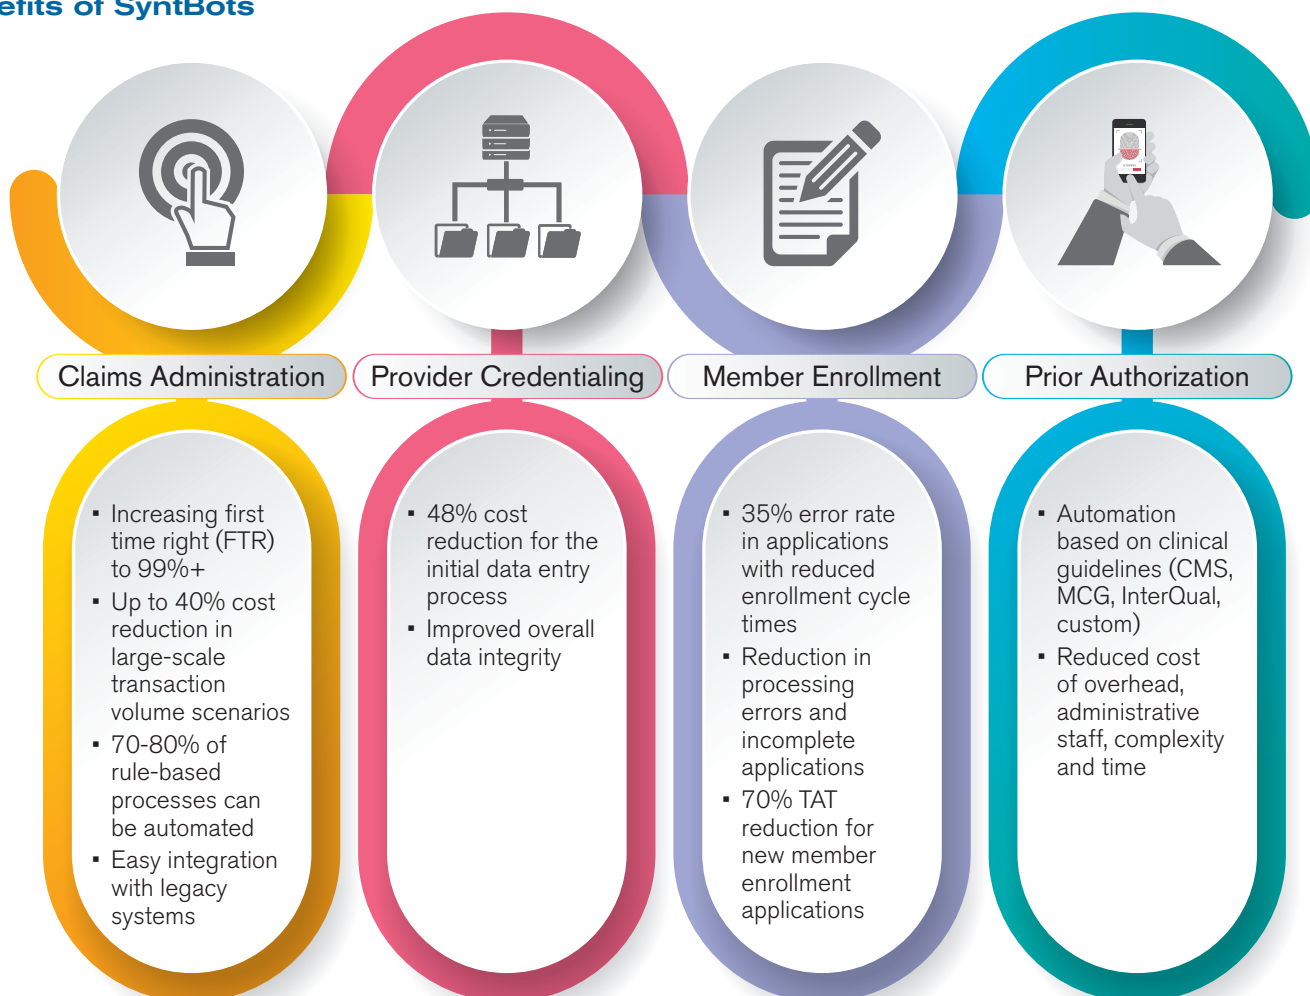 efits of SyntBots
Claims Administration
Provider Credentialing
Member Enrollment
Prior Authorization
▪ Increasing first
time right (FTR)
to 99%+
▪ Up to 40% cost
reduction in
large-scale
transaction
volume scenarios
▪ 70-80% of
rule-based
processes can
be automated
▪ Easy integration
with legacy
systems
▪ 48% cost
reduction for the
initial data entry
process
▪ Improved overall
data integrity
▪ 35% error rate
in applications
with reduced
enrollment cycle
times
▪ Reduction in
processing
errors and
incomplete
applications
▪ 70% TAT
reduction for
new member
enrollment
applications
▪ Automation
based on clinical
guidelines (CMS,
MCG, InterQual,
custom)
▪ Reduced cost
of overhead,
administrative
staff, complexity
and time